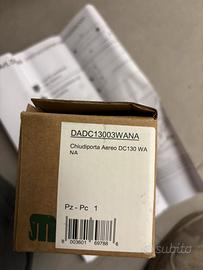 DADC13003WANA
Chiudiporta Aereo DC130 WA
NA
Pz - Pc 1
8 003601 69788 6
subito